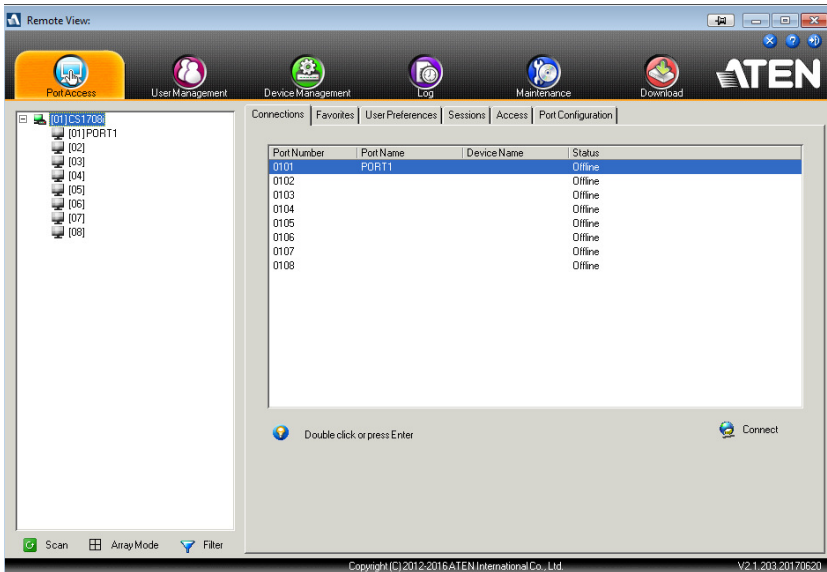 Remote View:
ATEN
Port Access
User Management
Device Management
Log
Maintenance
Download
[01]CS1708i
[01]PORT1
[02]
[03]
[04]
[05]
[06]
[07]
[08]
Connections Favorites User Preferences Sessions Access Port Configuration
Port Number Port Name Device Name Status
0101 PORT1 Offline
0102 Offline
0103 Offline
0104 Offline
0105 Offline
0106 Offline
0107 Offline
0108 Offline
Double click or press Enter
Connect
Scan Array Mode Filter
Copyright (C) 2012-2016 ATEN International Co., Ltd.
V2.1.203.20170620